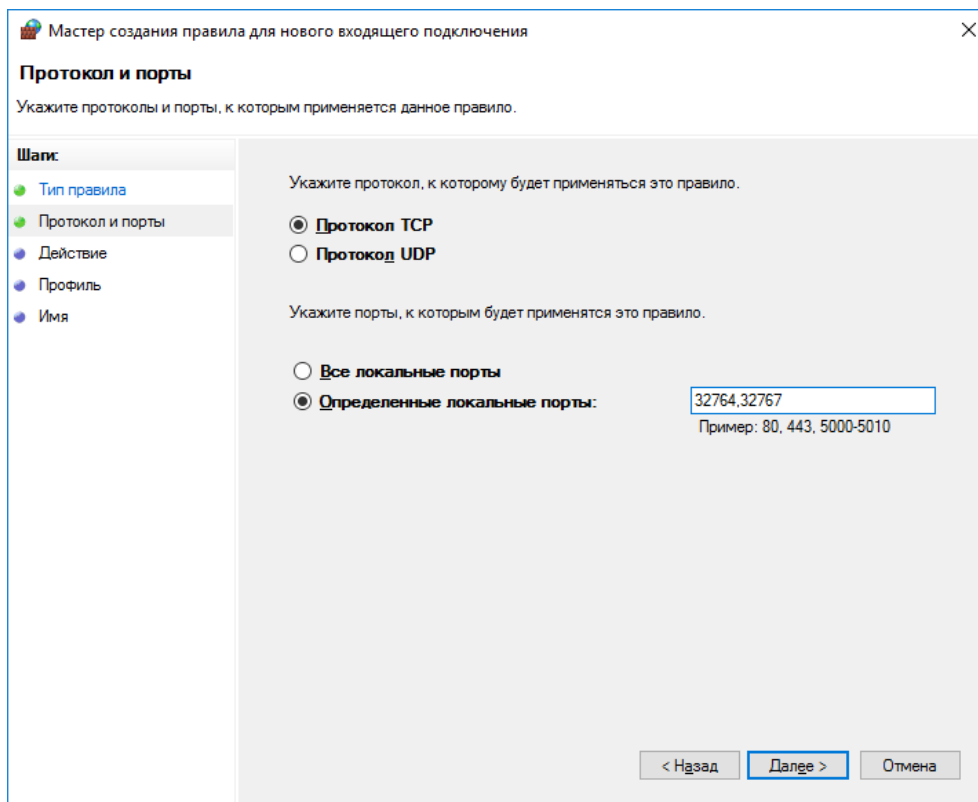 Мастер создания правила для нового входящего подключения
Протокол и порты
Укажите протоколы и порты, к которым применяется данное правило.
Шаги:
Тип правила
Протокол и порты
Действие
Профиль
Имя
Укажите протокол, к которому будет применяться это правило.
Протокол TCP
Протокол UDP
Укажите порты, к которым будет применятся это правило.
Все локальные порты
Определенные локальные порты: 32764,32767
Пример: 80, 443, 5000-5010
< Назад Далее > Отмена